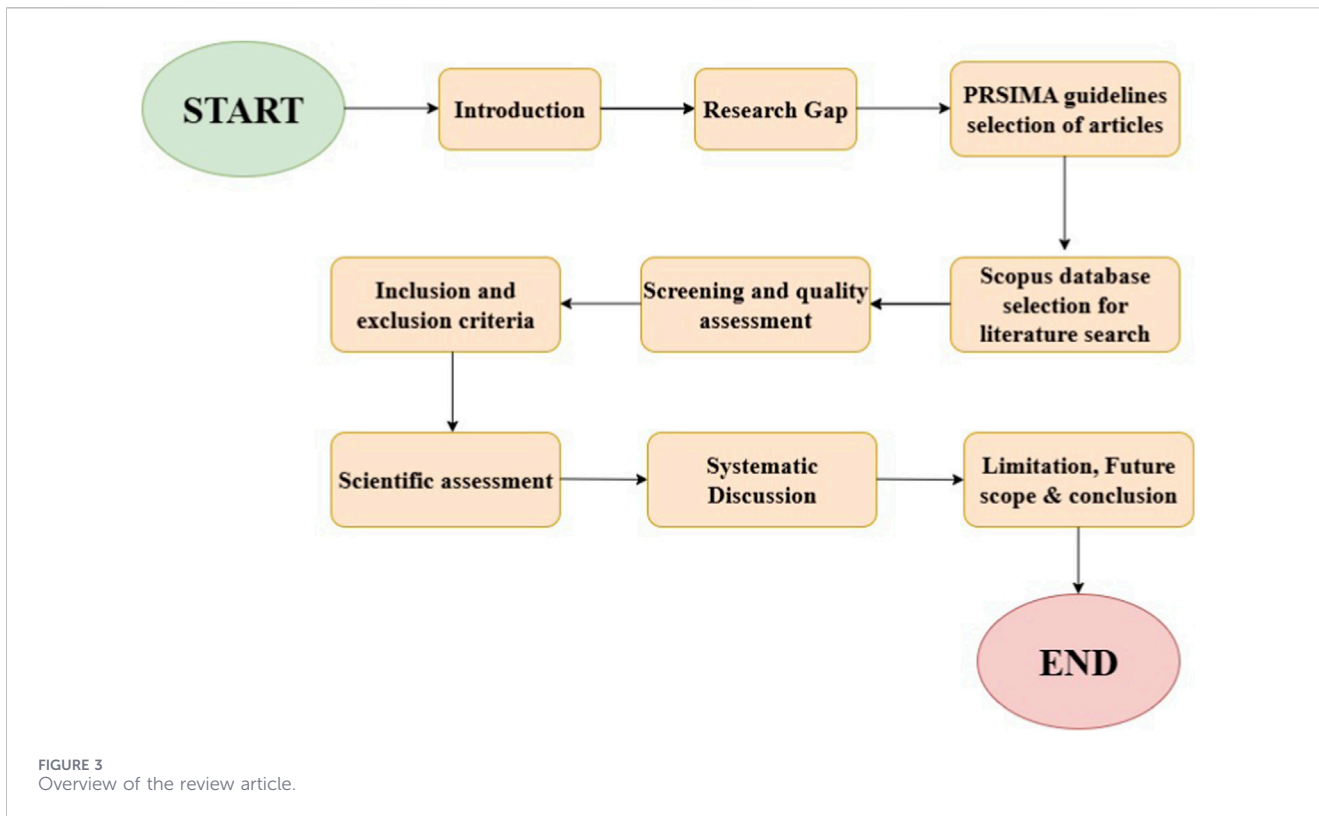 START
Introduction
Research Gap
PRSIMA guidelines
selection of articles
Scopus database
selection for
literature search
Screening and quality
assessment
Inclusion and
exclusion criteria
Scientific assessment
Systematic
Discussion
Limitation, Future
scope & conclusion
END
FIGURE 3
Overview of the review article.